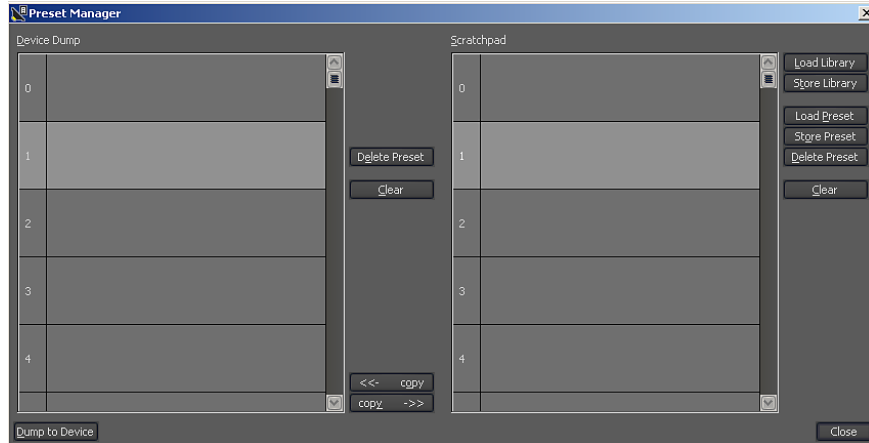 Preset Manager
Device Dump
0
1
2
3
4
Delete Preset
Clear
<<- copy
copy ->>
Dump to Device
Scratchpad
0
1
2
3
4
Load Library
Store Library
Load Preset
Store Preset
Delete Preset
Clear
Close